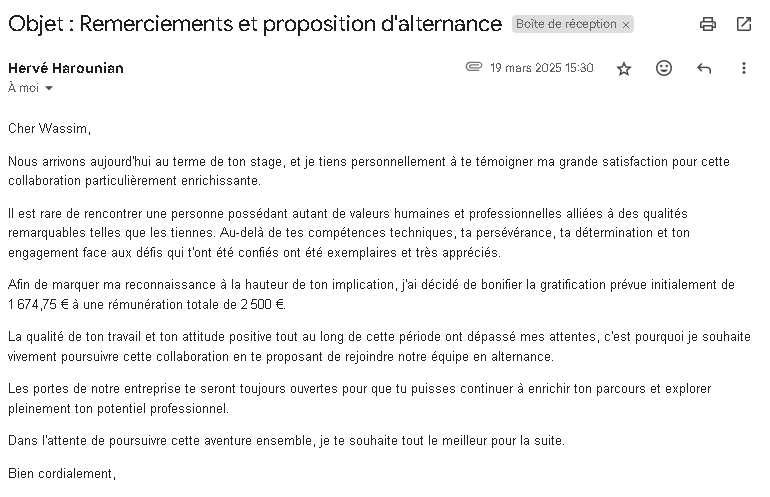 Objet : Remerciements et proposition d'alternance Boîte de réception ×
Hervé Harounian 19 mars 2025 15:30
À moi
Cher Wassim,
Nous arrivons aujourd'hui au terme de ton stage, et je tiens personnellement à te témoigner ma grande satisfaction pour cette
collaboration particulièrement enrichissante.
Il est rare de rencontrer une personne possédant autant de valeurs humaines et professionnelles alliées à des qualités
remarquables telles que les tiennes. Au-delà de tes compétences techniques, ta persévérance, ta détermination et ton
engagement face aux défis qui t'ont été confiés ont été exemplaires et très appréciés.
Afin de marquer ma reconnaissance à la hauteur de ton implication, j'ai décidé de bonifier la gratification prévue initialement de
1 674,75 € à une rémunération totale de 2 500 €.
La qualité de ton travail et ton attitude positive tout au long de cette période ont dépassé mes attentes, c'est pourquoi je souhaite
vivement poursuivre cette collaboration en te proposant de rejoindre notre équipe en alternance.
Les portes de notre entreprise te seront toujours ouvertes pour que tu puisses continuer à enrichir ton parcours et explorer
pleinement ton potentiel professionnel.
Dans l'attente de poursuivre cette aventure ensemble, je te souhaite tout le meilleur pour la suite.
Bien cordialement,